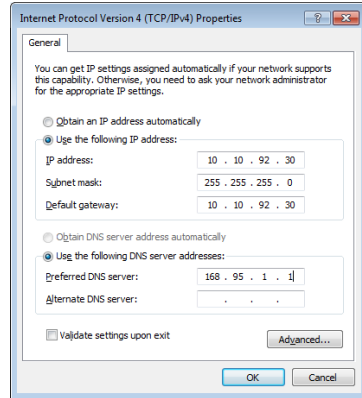 Internet Protocol Version 4 (TCP/IPv4) Properties
General
You can get IP settings assigned automatically if your network supports
this capability. Otherwise, you need to ask your network administrator
for the appropriate IP settings.
Obtain an IP address automatically
Use the following IP address:
IP address: 10 . 10 . 92 . 30
Subnet mask: 255 . 255 . 255 . 0
Default gateway: 10 . 10 . 92 . 30
Obtain DNS server address automatically
Use the following DNS server addresses:
Preferred DNS server: 168 . 95 . 1 . 1
Alternate DNS server: . . .
Validate settings upon exit
Advanced...
OK Cancel